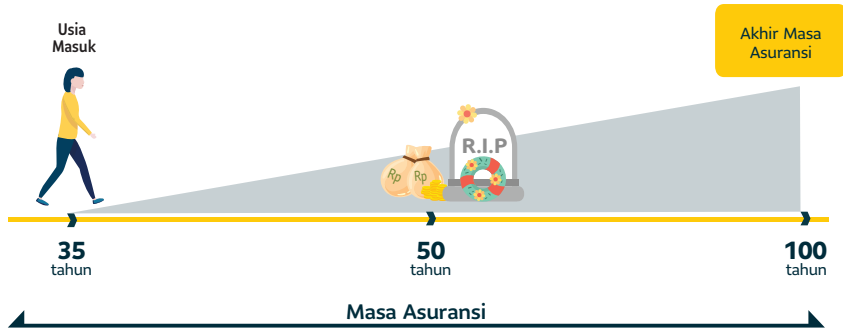 Usia
Masuk
Akhir Masa
Asuransi
R.I.P
Rp
Rp
35
tahun
50
tahun
100
tahun
Masa Asuransi